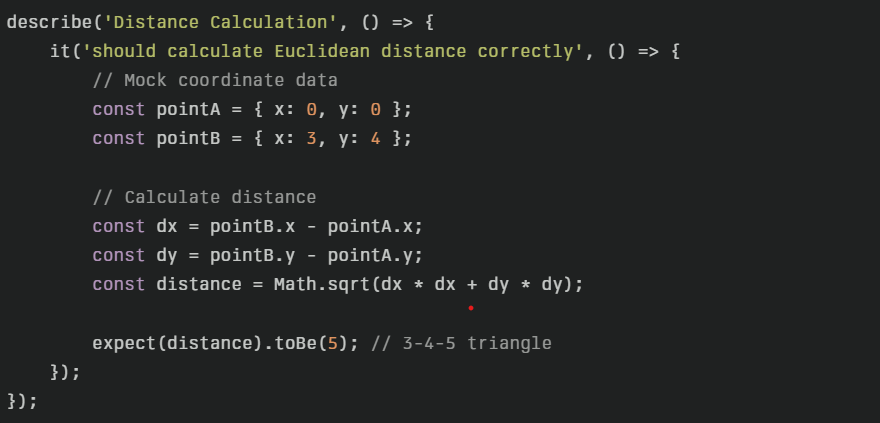 describe('Distance Calculation', () => {
    it('should calculate Euclidean distance correctly', () => {
        // Mock coordinate data
        const pointA = { x: 0, y: 0 };
        const pointB = { x: 3, y: 4 };

        // Calculate distance
        const dx = pointB.x - pointA.x;
        const dy = pointB.y - pointA.y;
        const distance = Math.sqrt(dx * dx + dy * dy);

        expect(distance).toBe(5); // 3-4-5 triangle
    });
});